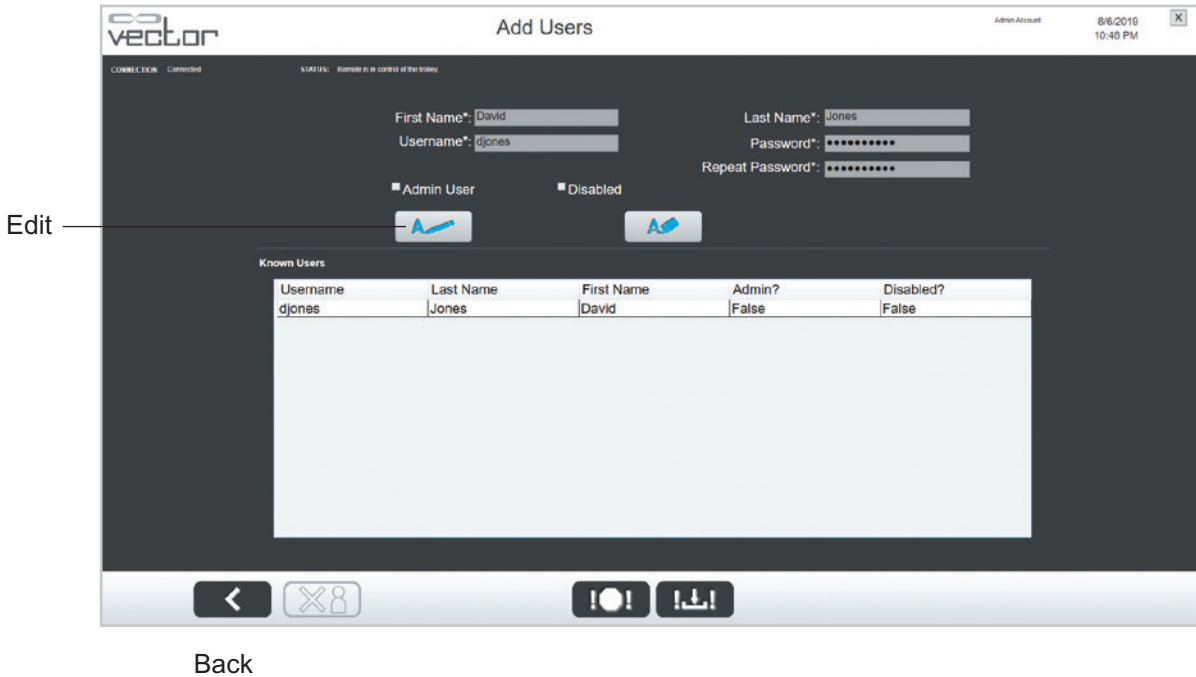 vector
Add Users
Admin Account
8/6/2019
10:46 PM
X
CONNECTION: Connected
STATUS: Remote is in control of the trolley.
First Name*: David
Last Name*: Jones
Username*: djones
Password*: ••••••••••
Repeat Password*: ••••••••••
Admin User
Disabled
Edit
A
A
Known Users
Username Last Name First Name Admin? Disabled?
djones Jones David False False
! !
! !
Back